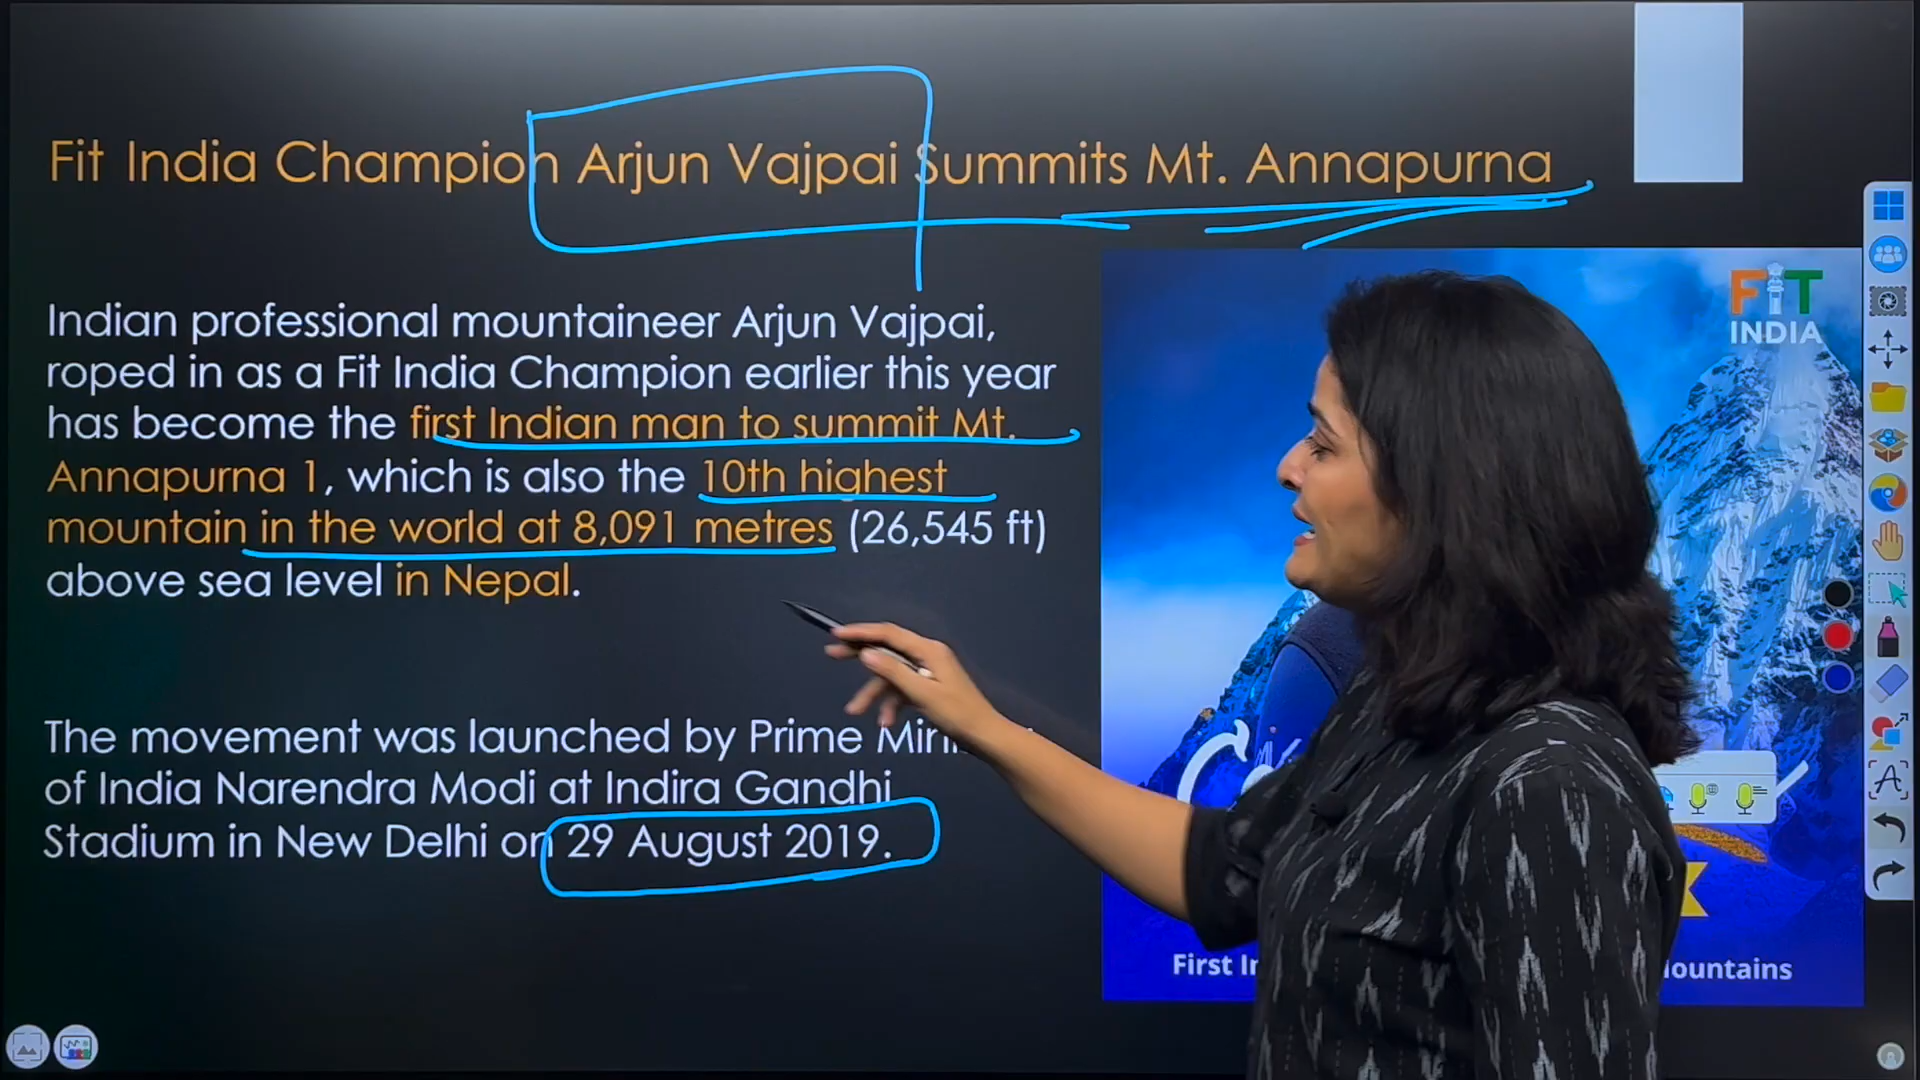 Fit India Champion Arjun Vajpai Summits Mt. Annapurna
Indian professional mountaineer Arjun Vajpai,
roped in as a Fit India Champion earlier this year
has become the first Indian man to summit Mt.
Annapurna 1, which is also the 10th highest
mountain in the world at 8,091 metres (26,545 ft)
above sea level in Nepal.
The movement was launched by Prime
of India Narendra Modi at Indira Gandhi
Stadium in New Delhi on 29 August 2019.
FIT
INDIA
First